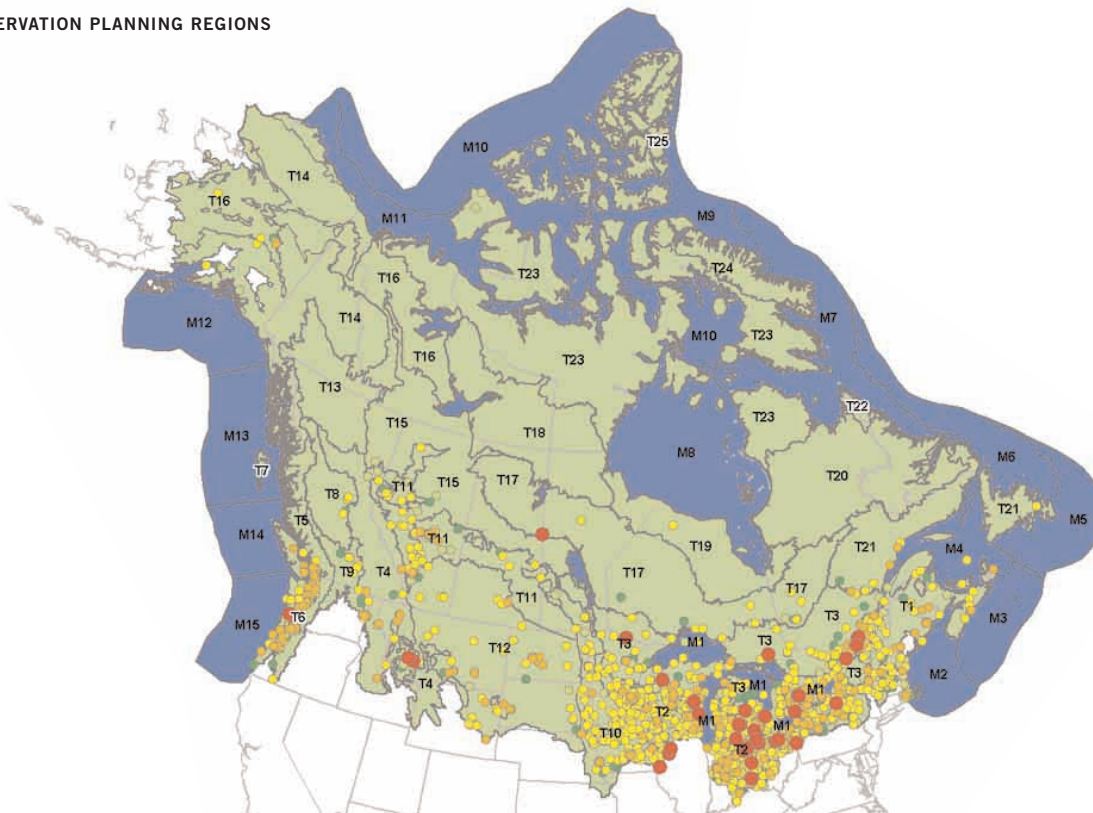 ERVATION PLANNING REGIONS
T25
M10
T14
T16
M11
M9
T24
T23
T16
M12
T14
M7
M10
T23
T16
T23
T13
T22
T23
T15
T18
M13
M8
M6
T7
T20
T17
T15
T11
T8
T21
M5
T5
M14
T11
T19
T21
M4
T9
T4
T17
T17
T11
T1
T3
M3
M15
T6
T3
M1
T3
T12
M2
T3
T4
T3
M1
M1
T2
M1
M1
T10
T2